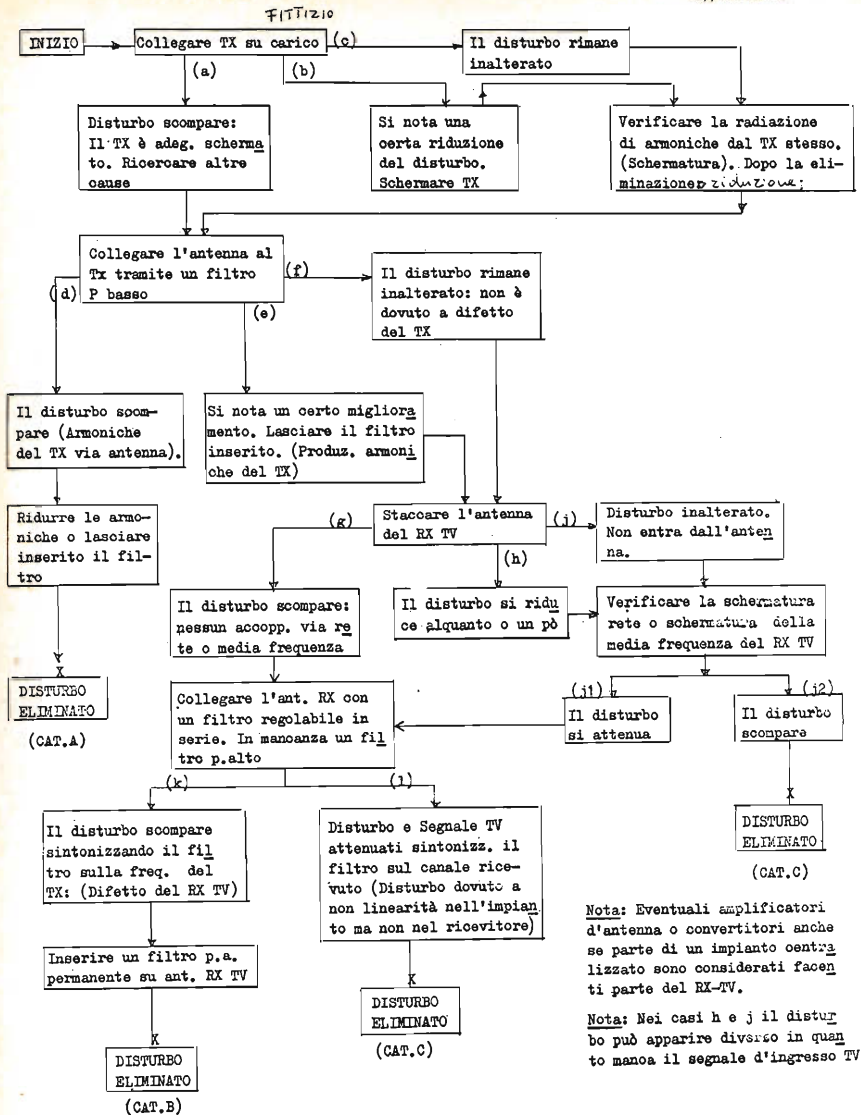 FITTIZIO
INIZIO
Collegare TX su carico
(c)
Il disturbo rimane
inalterato
(a)
(b)
Disturbo scompare:
Il TX è adeg. scherma
to. Ricercare altre
cause
Si nota una
certa riduzione
del disturbo.
Schermare TX
Verificare la radiazione
di armoniche dal TX stesso.
(Schermatura). Dopo la eli-
minazione o riduzione:
Collegare l'antenna al
Tx tramite un filtro
P basso
(d)
(e)
(f)
Il disturbo rimane
inalterato: non è
dovuto a difetto
del TX
Il disturbo scom-
pare (Armoniche
del TX via antenna).
Si nota un certo migliora
mento. Lasciare il filtro
inserito. (Produz. armoni
che del TX)
Ridurre le armo-
niche o lasciare
inserito il fil-
tro
X
DISTURBO
ELIMINATO
(CAT.A)
(g)
Staccare l'antenna
del RX TV
(j)
(h)
Disturbo inalterato.
Non entra dall'anten
na.
Il disturbo scompare:
nessun accopp. via re
te o media frequenza
Il disturbo si ridu
ce alquanto o un pò
Verificare la schermatura
rete o schermatura della
media frequenza del RX TV
Collegare l'ant. RX con
un filtro regolabile in
serie. In mancanza un fil
tro p.alto
(j1)
Il disturbo
si attenua
(j2)
Il disturbo
scompare
X
DISTURBO
ELIMINATO
(CAT.C)
(k)
(l)
Il disturbo scompare
sintonizzando il fil
tro sulla freq. del
TX: (Difetto del RX TV)
Disturbo e Segnale TV
attenuati sintonizz. il
filtro sul canale rice-
vuto (Disturbo dovuto a
non linearità nell'impian
to ma non nel ricevitore)
Inserire un filtro p.a.
permanente su ant. RX TV
X
DISTURBO
ELIMINATO
(CAT.B)
X
DISTURBO
ELIMINATO
(CAT.C)
Nota: Eventuali amplificatori
d'antenna o convertitori anche
se parte di un impianto centra
lizzato sono considerati facen
ti parte del RX-TV.
Nota: Nei casi h e j il distur
bo può apparire diverso in quan
to manca il segnale d'ingresso TV